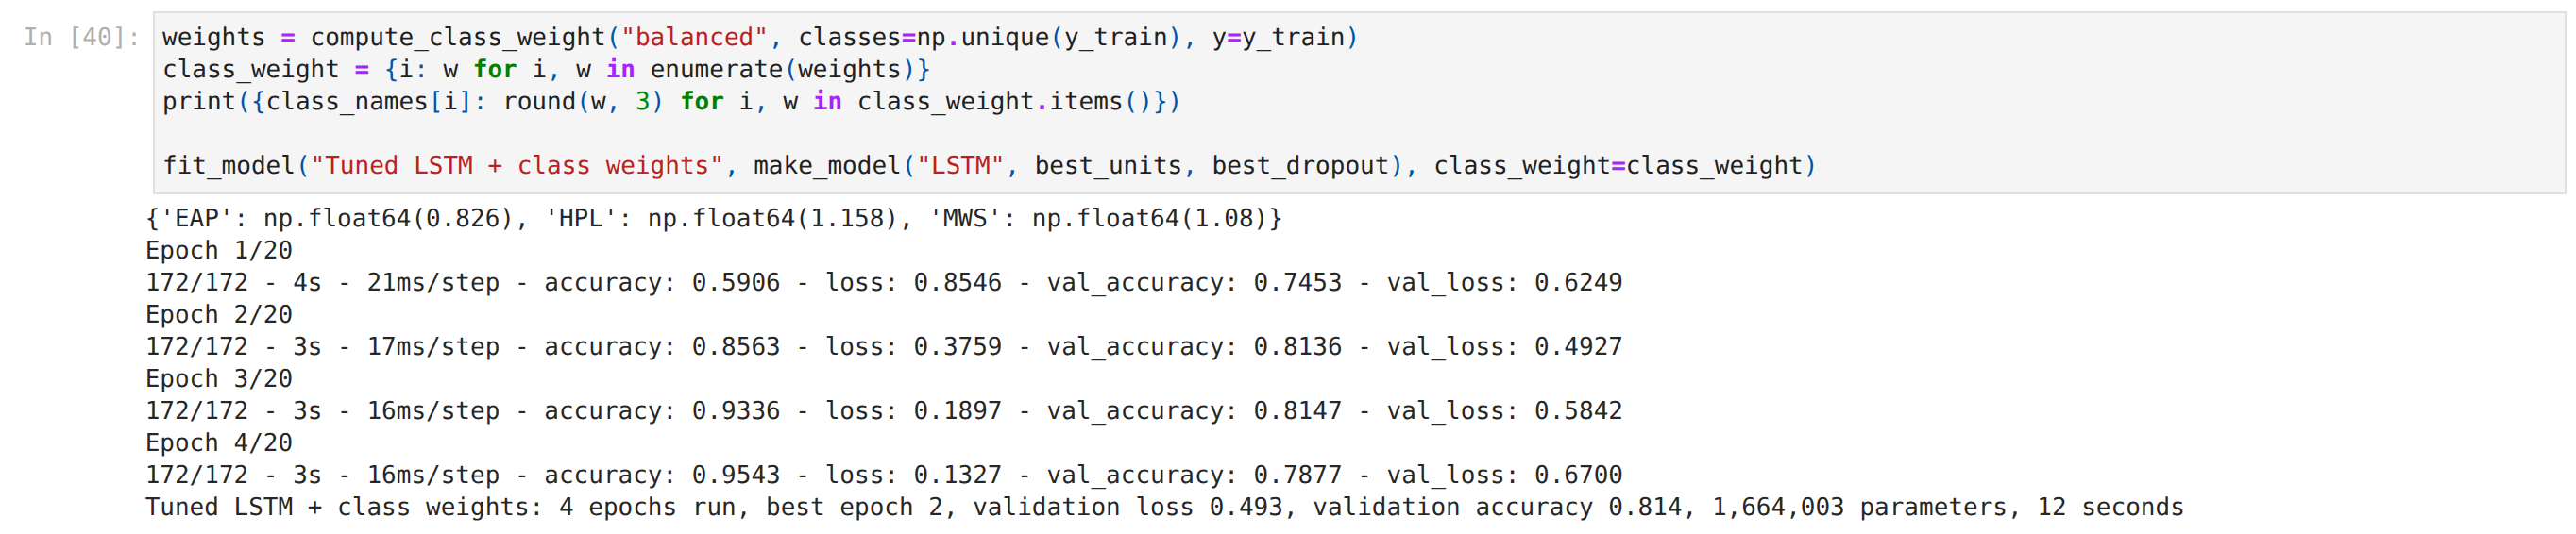 In [40]: weights = compute_class_weight("balanced", classes=np.unique(y_train), y=y_train)
class_weight = {i: w for i, w in enumerate(weights)}
print({class_names[i]: round(w, 3) for i, w in class_weight.items()})
fit_model("Tuned LSTM + class weights", make_model("LSTM", best_units, best_dropout), class_weight=class_weight)
{'EAP': np.float64(0.826), 'HPL': np.float64(1.158), 'MWS': np.float64(1.08)}
Epoch 1/20
172/172 - 4s - 21ms/step - accuracy: 0.5906 - loss: 0.8546 - val_accuracy: 0.7453 - val_loss: 0.6249
Epoch 2/20
172/172 - 3s - 17ms/step - accuracy: 0.8563 - loss: 0.3759 - val_accuracy: 0.8136 - val_loss: 0.4927
Epoch 3/20
172/172 - 3s - 16ms/step - accuracy: 0.9336 - loss: 0.1897 - val_accuracy: 0.8147 - val_loss: 0.5842
Epoch 4/20
172/172 - 3s - 16ms/step - accuracy: 0.9543 - loss: 0.1327 - val_accuracy: 0.7877 - val_loss: 0.6700
Tuned LSTM + class weights: 4 epochs run, best epoch 2, validation loss 0.493, validation accuracy 0.814, 1,664,003 parameters, 12 seconds